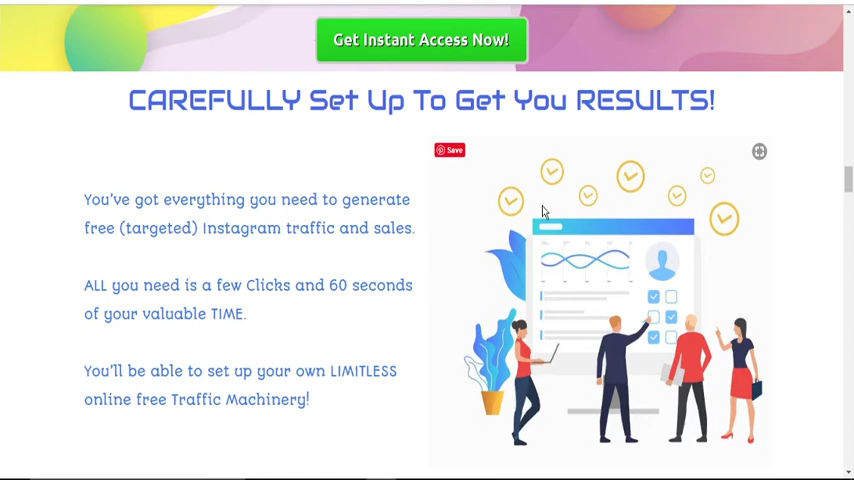 Get Instant Access Now!
CAREFULLY Set Up To Get You RESULTS!
Save
You've got everything you need to generate
free (targeted) Instagram traffic and sales.
ALL you need is a few Clicks and 60 seconds
of your valuable TIME.
You'll be able to set up your own LIMITLESS
online free Traffic Machinery!